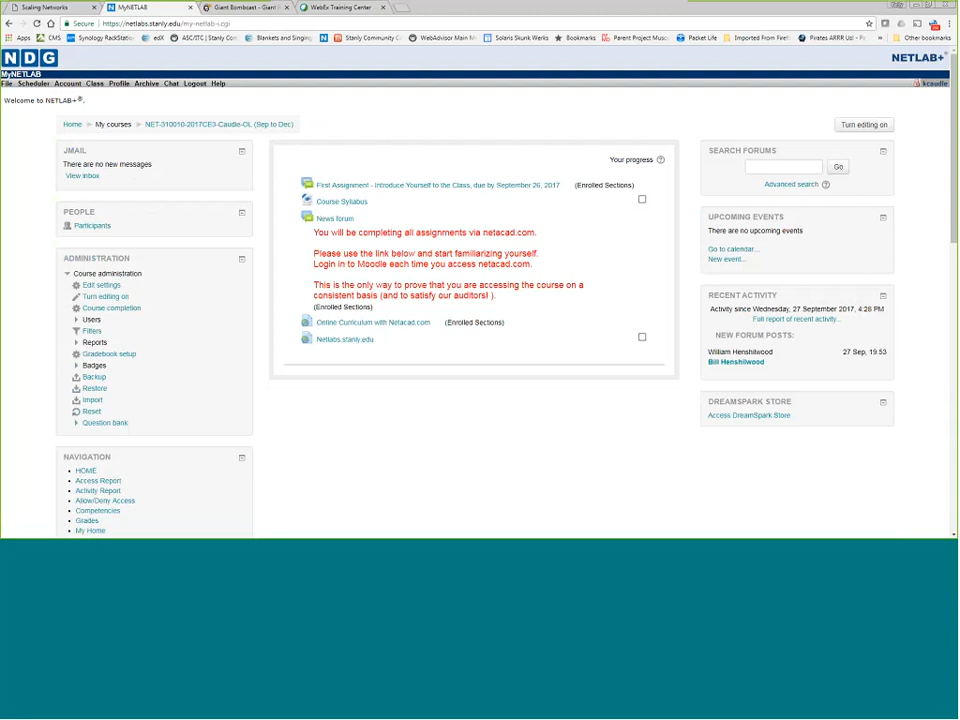 Scaling Networks
MyNETLAB
Giant Bombcast - Giant
WebEx Training Center
Secure https://netlabs.stanly.edu/my-netlab-i.cgi
Apps CMS Synology RackStation edX ASC/ITC | Stanly Com Blankets and Singing Stanly Community C WebAdvisor Main M Solaris Skunk Werks Bookmarks Parent Project Musc Packet Life Imported From Firef Pirates ARRR Us! - Pi » Other bookmarks
NDG
NETLAB+®
MyNETLAB
File Scheduler Account Class Profile Archive Chat Logout Help
kcaudle
Welcome to NETLAB+®.
Home My courses NET-310010-2017CE3-Caudle-OL (Sep to Dec)
Turn editing on
JMAIL
There are no new messages
View inbox
PEOPLE
Participants
ADMINISTRATION
Course administration
Edit settings
Turn editing on
Course completion
Users
Filters
Reports
Gradebook setup
Badges
Backup
Restore
Import
Reset
Question bank
NAVIGATION
HOME
Access Report
Activity Report
Allow/Deny Access
Competencies
Grades
My Home
Your progress
First Assignment - Introduce Yourself to the Class, due by September 26, 2017 (Enrolled Sections)
Course Syllabus
News forum
You will be completing all assignments via netacad.com.
Please use the link below and start familiarizing yourself.
Login in to Moodle each time you access netacad.com.
This is the only way to prove that you are accessing the course on a
consistent basis (and to satisfy our auditors! ).
(Enrolled Sections)
Online Curriculum with Netacad.com (Enrolled Sections)
Netlabs.stanly.edu
SEARCH FORUMS
Go
Advanced search
UPCOMING EVENTS
There are no upcoming events
Go to calendar...
New event...
RECENT ACTIVITY
Activity since Wednesday, 27 September 2017, 4:28 PM
Full report of recent activity...
NEW FORUM POSTS:
William Henshilwood 27 Sep, 19:53
Bill Henshilwood
DREAMSPARK STORE
Access DreamSpark Store